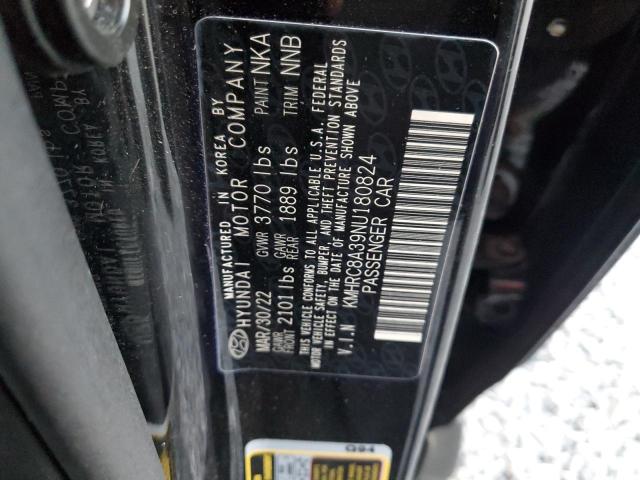 MANUFACTURED IN KOREA BY
HYUNDAI MOTOR COMPANY
MAR/30/22 GVWR 3770 lbs PAINT NKA
GAWR FRONT 2101 lbs GAWR REAR 1889 lbs TRIM NNB
THIS VEHICLE CONFORMS TO ALL APPLICABLE U.S.A. FEDERAL
MOTOR VEHICLE SAFETY, BUMPER, AND THEFT PREVENTION STANDARDS
IN EFFECT ON THE DATE OF MANUFACTURE SHOWN ABOVE
V.I.N KMHRC8A39NU180824
PASSENGER CAR
G94